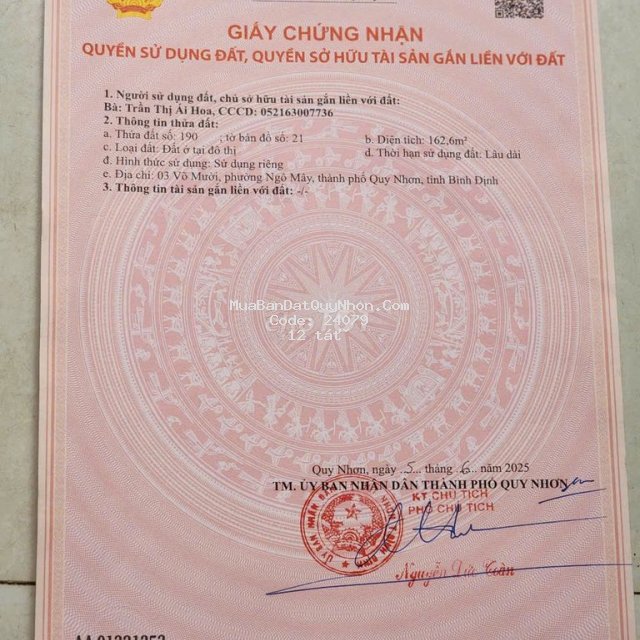 GIẤY CHỨNG NHẬN
QUYỀN SỬ DỤNG ĐẤT, QUYỀN SỞ HỮU TÀI SẢN GẮN LIỀN VỚI ĐẤT
1. Người sử dụng đất, chủ sở hữu tài sản gắn liền với đất:
Bà: Trần Thị Ái Hoa, CCCD: 052163007736
2. Thông tin thửa đất:
a. Thửa đất số: 190 ; tờ bản đồ số: 21 b. Diện tích: 162,6m²
c. Loại đất: Đất ở tại đô thị d. Thời hạn sử dụng đất: Lâu dài
đ. Hình thức sử dụng: Sử dụng riêng
e. Địa chỉ: 03 Võ Mười, phường Ngô Mây, thành phố Quy Nhơn, tỉnh Bình Định
3. Thông tin tài sản gắn liền với đất: -/-
MuaBanDatQuyNhon.Com
Code: 24079
12 tát
Quy Nhơn, ngày 5 tháng 6 năm 2025
TM. ỦY BAN NHÂN DÂN THÀNH PHỐ QUY NHƠN
KT CHỦ TỊCH
PHÓ CHỦ TỊCH
Nguyễn Đức Toàn